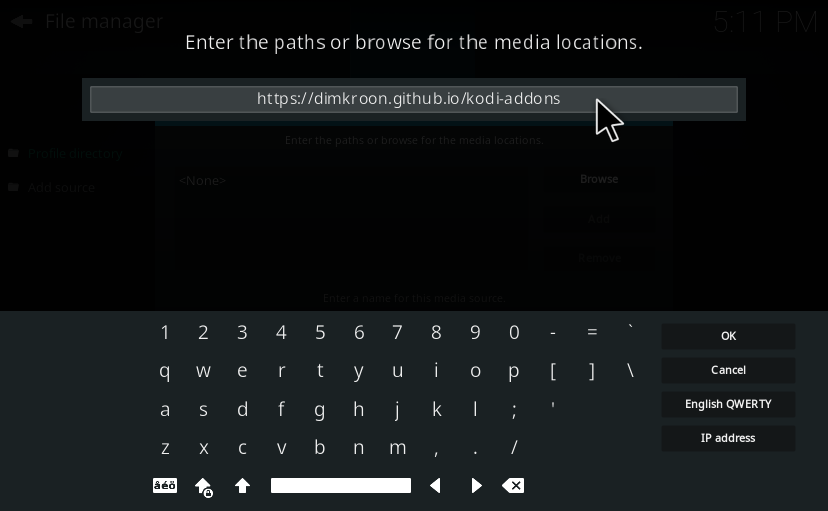 File manager
5:11 PM
Enter the paths or browse for the media locations.
https://dimkroon.github.io/kodi-addons
Enter the paths or browse for the media locations.
Profile directory
<None>
Browse
Add source
Add
Remove
Enter a name for this media source
1 2 3 4 5 6 7 8 9 0 - = `
OK
q w e r t y u i o p [ ] \
Cancel
a s d f g h j k l ; '
English QWERTY
z x c v b n m , . /
IP address
áéö